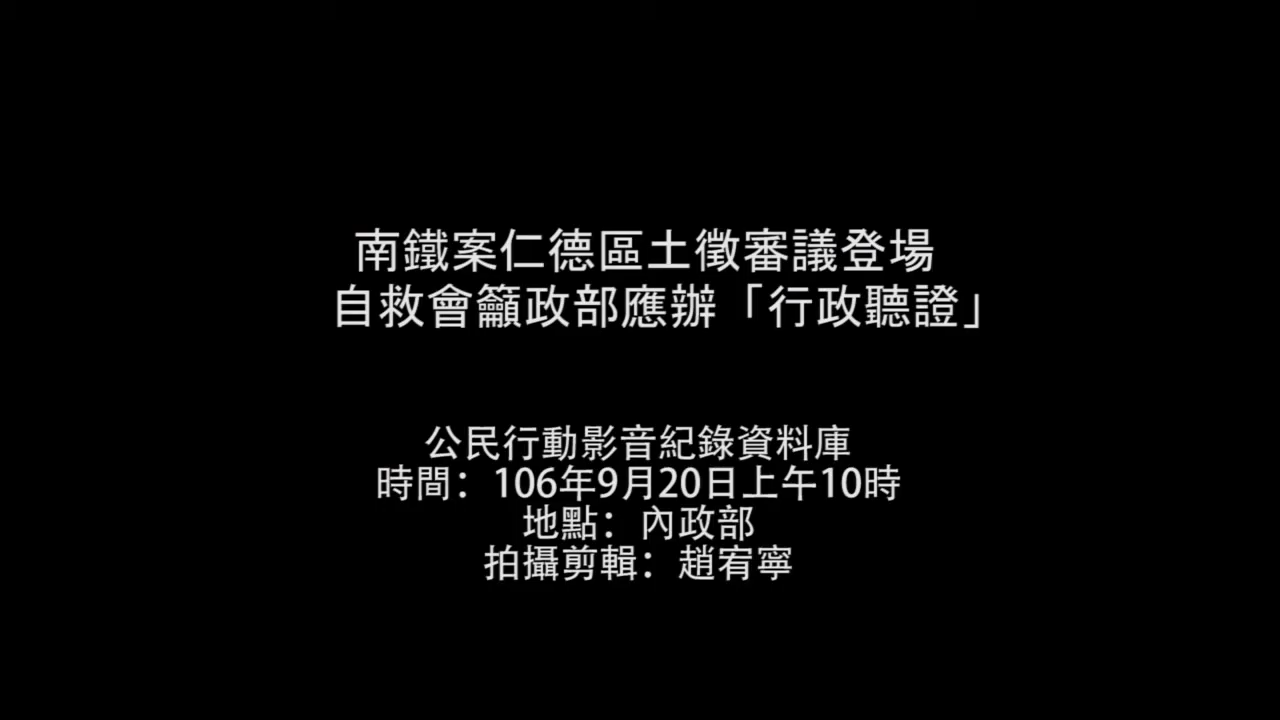 南鐵案仁德區土徵審議登場
自救會籲政部應辦「行政聽證」
公民行動影音紀錄資料庫
時間：106年9月20日上午10時
地點：內政部
拍攝剪輯：趙宥寧